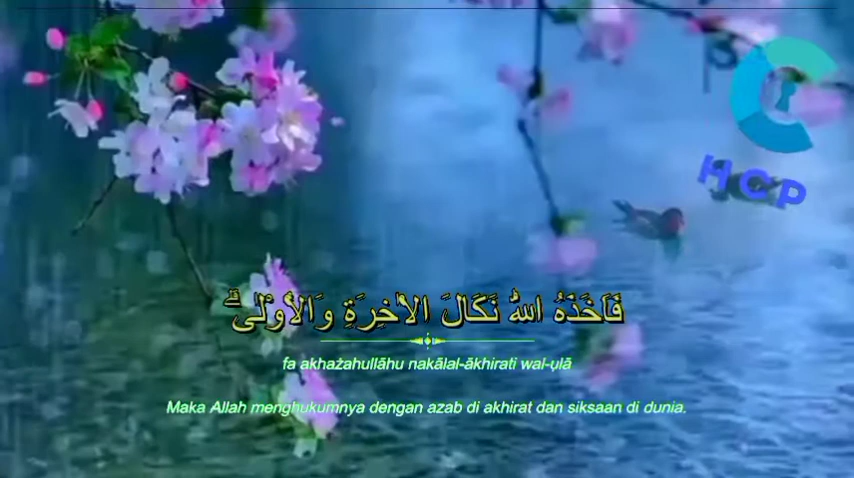 HCP
فَاَخَذَهُ اللّٰهُ نَكَالَ الْاٰخِرَةِ وَالْاُوْلٰىۗ
fa akhażahullāhu nakālal-ākhirati wal-ụlā
Maka Allah menghukumnya dengan azab di akhirat dan siksaan di dunia.